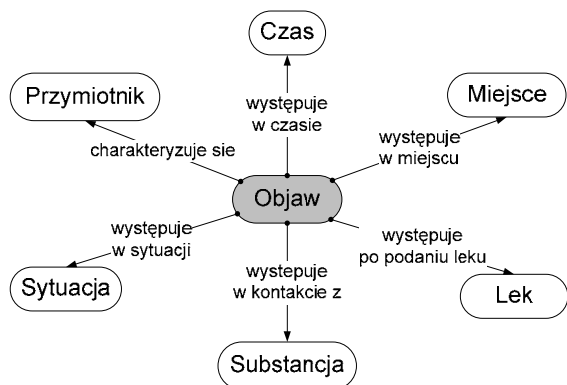 Czas
Przymiotnik
Miejsce
występuje
w czasie
charakteryzuje sie
występuje
w miejscu
Objaw
występuje
w sytuacji
występuje
po podaniu leku
wystepuje
w kontakcie z
Sytuacja
Lek
Substancja